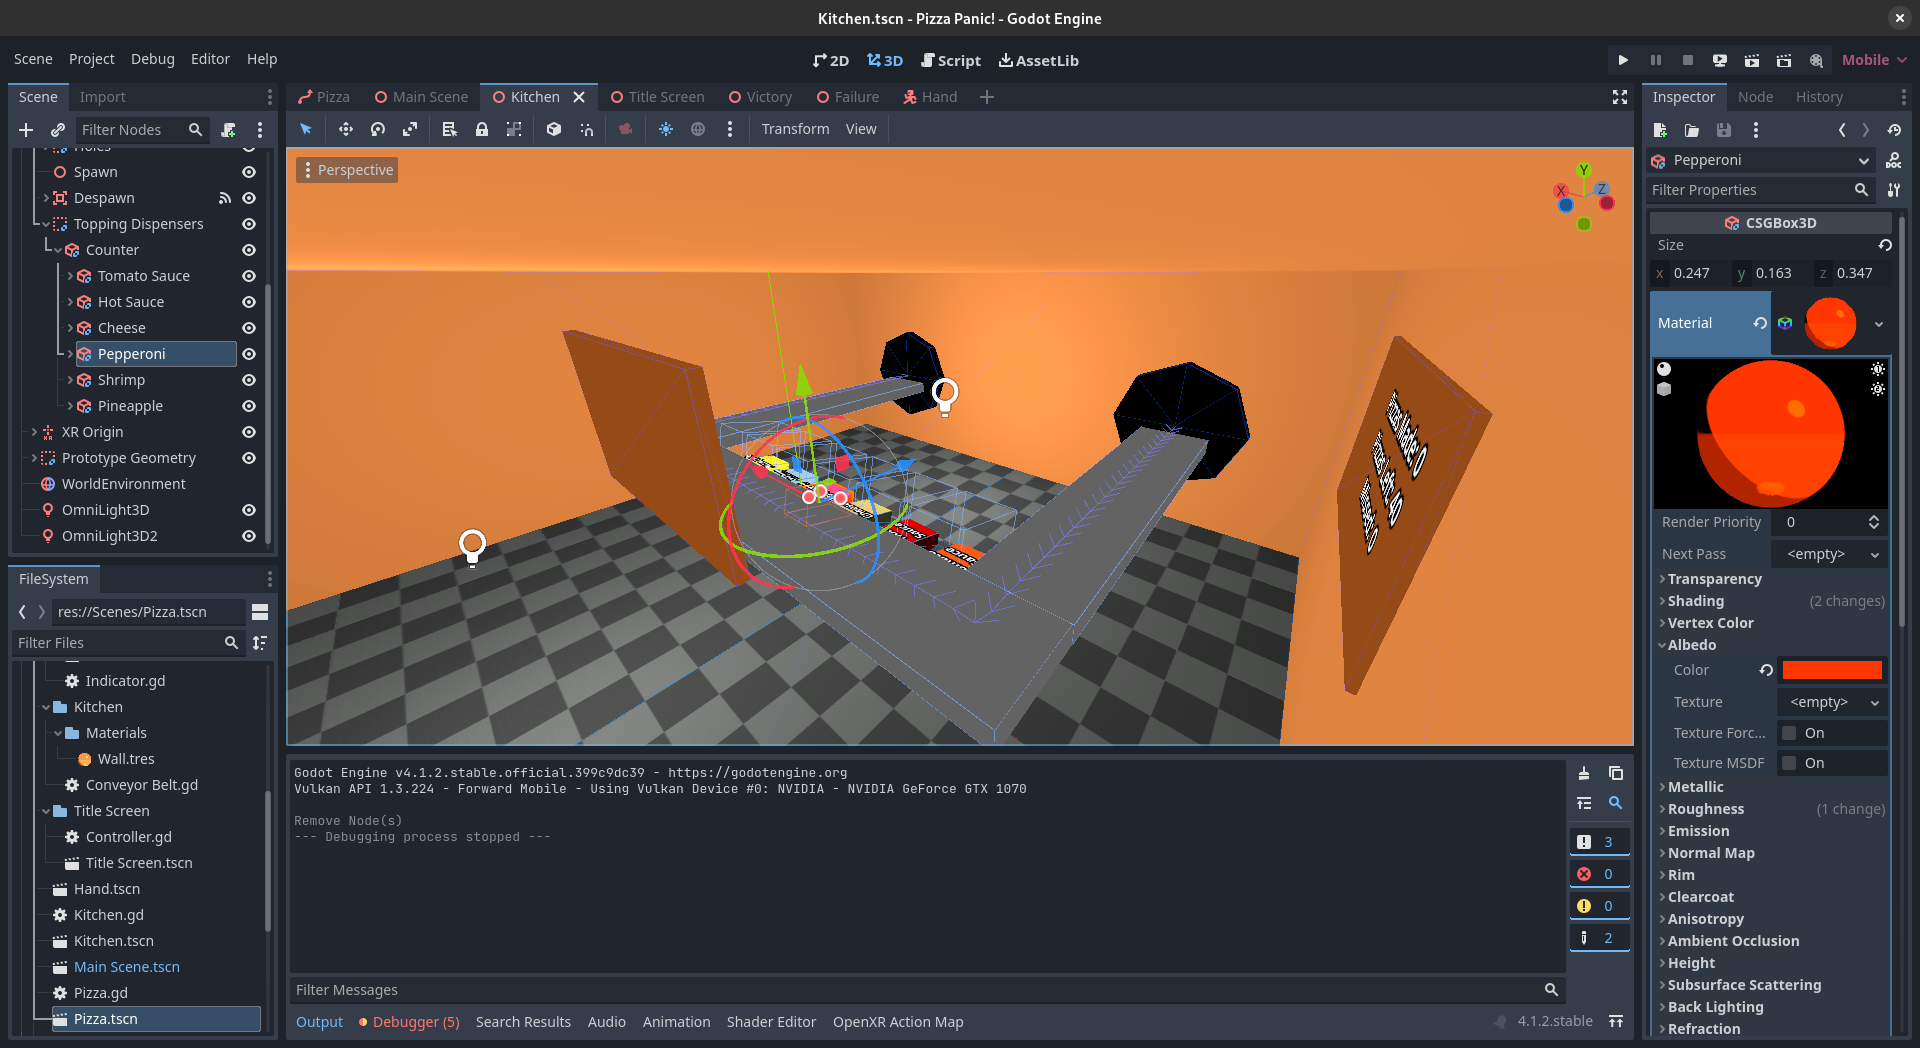 Kitchen.tscn - Pizza Panic! - Godot Engine
Scene Project Debug Editor Help
2D 3D Script AssetLib
Mobile
Scene Import
Filter Nodes
Holes
Spawn
Despawn
Topping Dispensers
Counter
Tomato Sauce
Hot Sauce
Cheese
Pepperoni
Shrimp
Pineapple
XR Origin
Prototype Geometry
WorldEnvironment
OmniLight3D
OmniLight3D2
FileSystem
res://Scenes/Pizza.tscn
Filter Files
Indicator.gd
Kitchen
Materials
Wall.tres
Conveyor Belt.gd
Title Screen
Controller.gd
Title Screen.tscn
Hand.tscn
Kitchen.gd
Kitchen.tscn
Main Scene.tscn
Pizza.gd
Pizza.tscn
Pizza Main Scene Kitchen Title Screen Victory Failure Hand
Transform View
Perspective
X Y Z
Godot Engine v4.1.2.stable.official.399c9dc39 - https://godotengine.org
Vulkan API 1.3.224 - Forward Mobile - Using Vulkan Device #0: NVIDIA - NVIDIA GeForce GTX 1070
Remove Node(s)
--- Debugging process stopped ---
3
0
0
2
Filter Messages
Output Debugger (5) Search Results Audio Animation Shader Editor OpenXR Action Map
4.1.2.stable
Inspector Node History
Pepperoni
Filter Properties
CSGBox3D
Size
x 0.247 y 0.163 z 0.347
Material
Render Priority 0
Next Pass <empty>
Transparency
Shading (2 changes)
Vertex Color
Albedo
Color
Texture <empty>
Texture Forc... On
Texture MSDF On
Metallic
Roughness (1 change)
Emission
Normal Map
Rim
Clearcoat
Anisotropy
Ambient Occlusion
Height
Subsurface Scattering
Back Lighting
Refraction